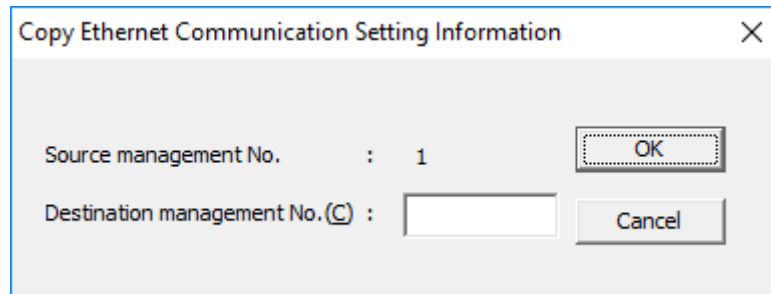 Copy Ethernet Communication Setting Information
Source management No. : 1
OK
Destination management No.(C) :
Cancel